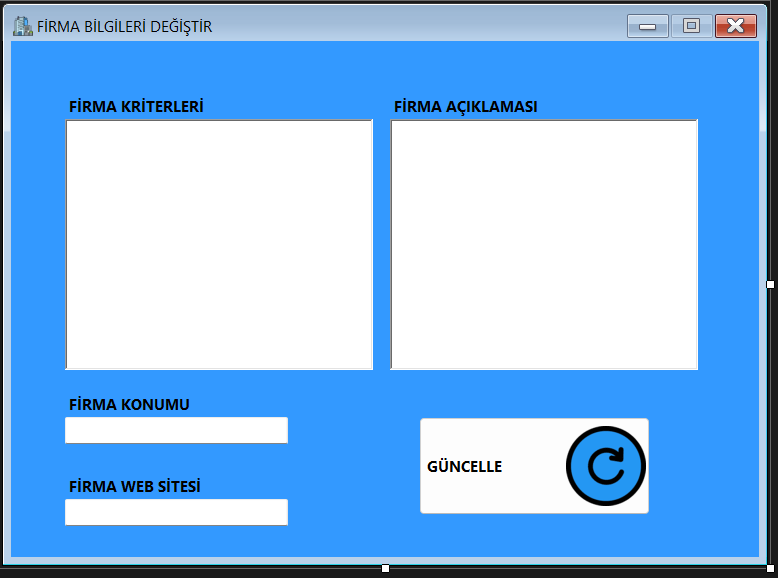 FİRMA BİLGİLERİ DEĞİŞTİR
FİRMA KRİTERLERİ
FİRMA AÇIKLAMASI
FİRMA KONUMU
GÜNCELLE
FİRMA WEB SİTESİ